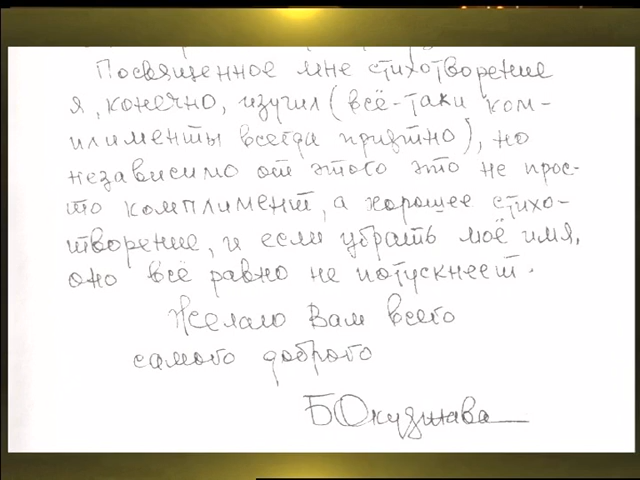 Посвященное мне стихотворение
я, конечно, изучил (всё-таки ком-
плименты всегда приятно), но
независимо от этого это не прос-
то комплимент, а хорошее стихо-
творение, и если убрать моё имя,
оно всё равно не потускнеет.
Желаю Вам всего
самого доброго
БОкуджава